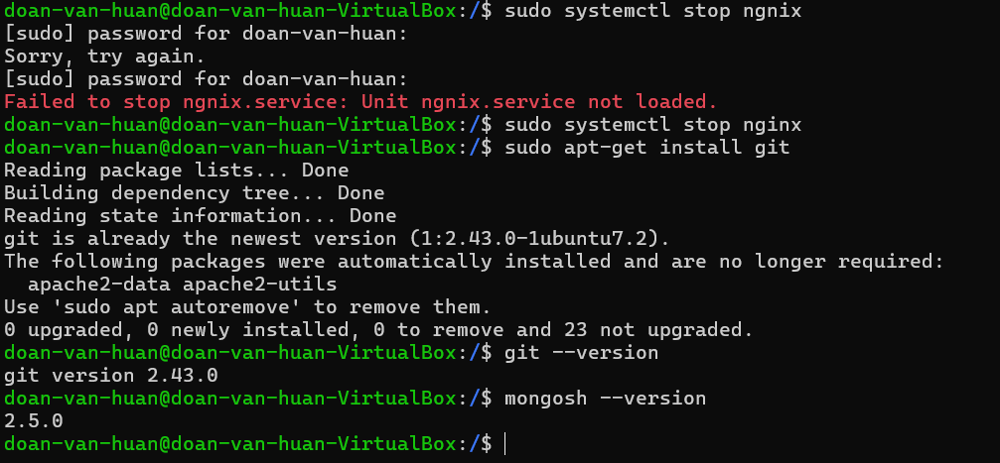 doan-van-huan@doan-van-huan-VirtualBox:/$ sudo systemctl stop ngnix
[sudo] password for doan-van-huan:
Sorry, try again.
[sudo] password for doan-van-huan:
Failed to stop ngnix.service: Unit ngnix.service not loaded.
doan-van-huan@doan-van-huan-VirtualBox:/$ sudo systemctl stop nginx
doan-van-huan@doan-van-huan-VirtualBox:/$ sudo apt-get install git
Reading package lists... Done
Building dependency tree... Done
Reading state information... Done
git is already the newest version (1:2.43.0-1ubuntu7.2).
The following packages were automatically installed and are no longer required:
  apache2-data apache2-utils
Use 'sudo apt autoremove' to remove them.
0 upgraded, 0 newly installed, 0 to remove and 23 not upgraded.
doan-van-huan@doan-van-huan-VirtualBox:/$ git --version
git version 2.43.0
doan-van-huan@doan-van-huan-VirtualBox:/$ mongosh --version
2.5.0
doan-van-huan@doan-van-huan-VirtualBox:/$